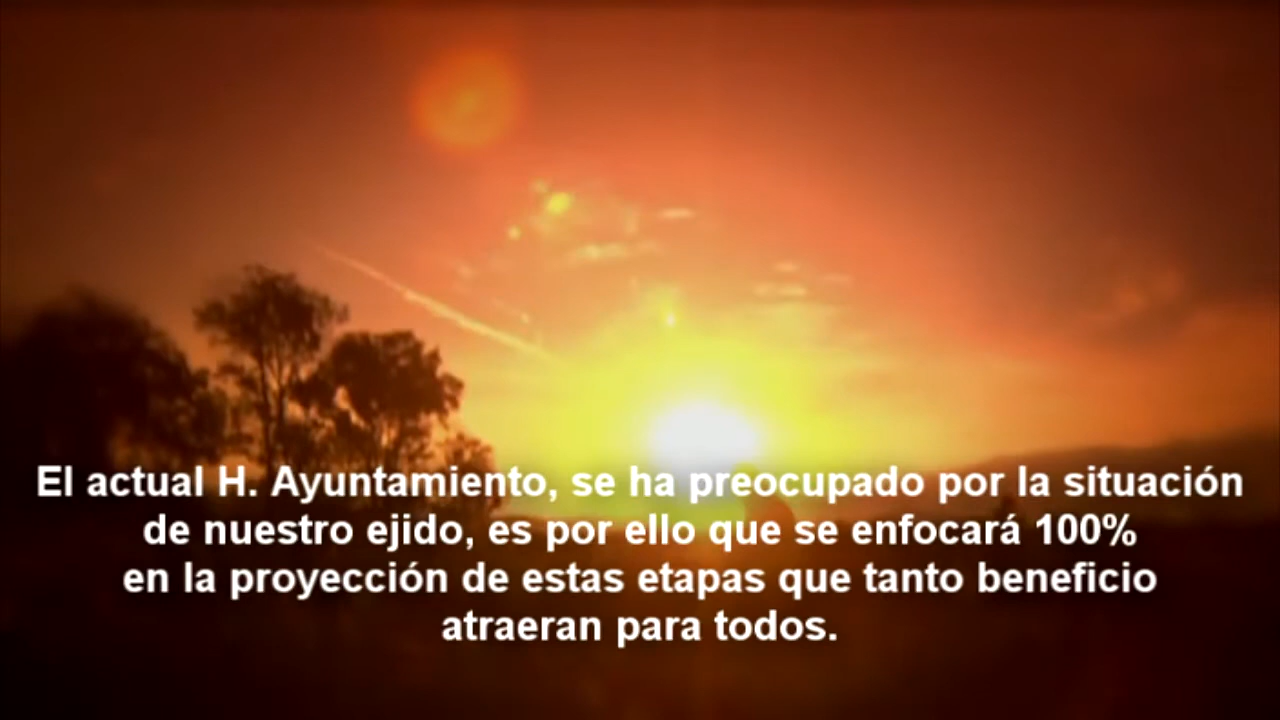 El actual H. Ayuntamiento, se ha preocupado por la situación
de nuestro ejido, es por ello que se enfocará 100%
en la proyección de estas etapas que tanto beneficio
atraeran para todos.